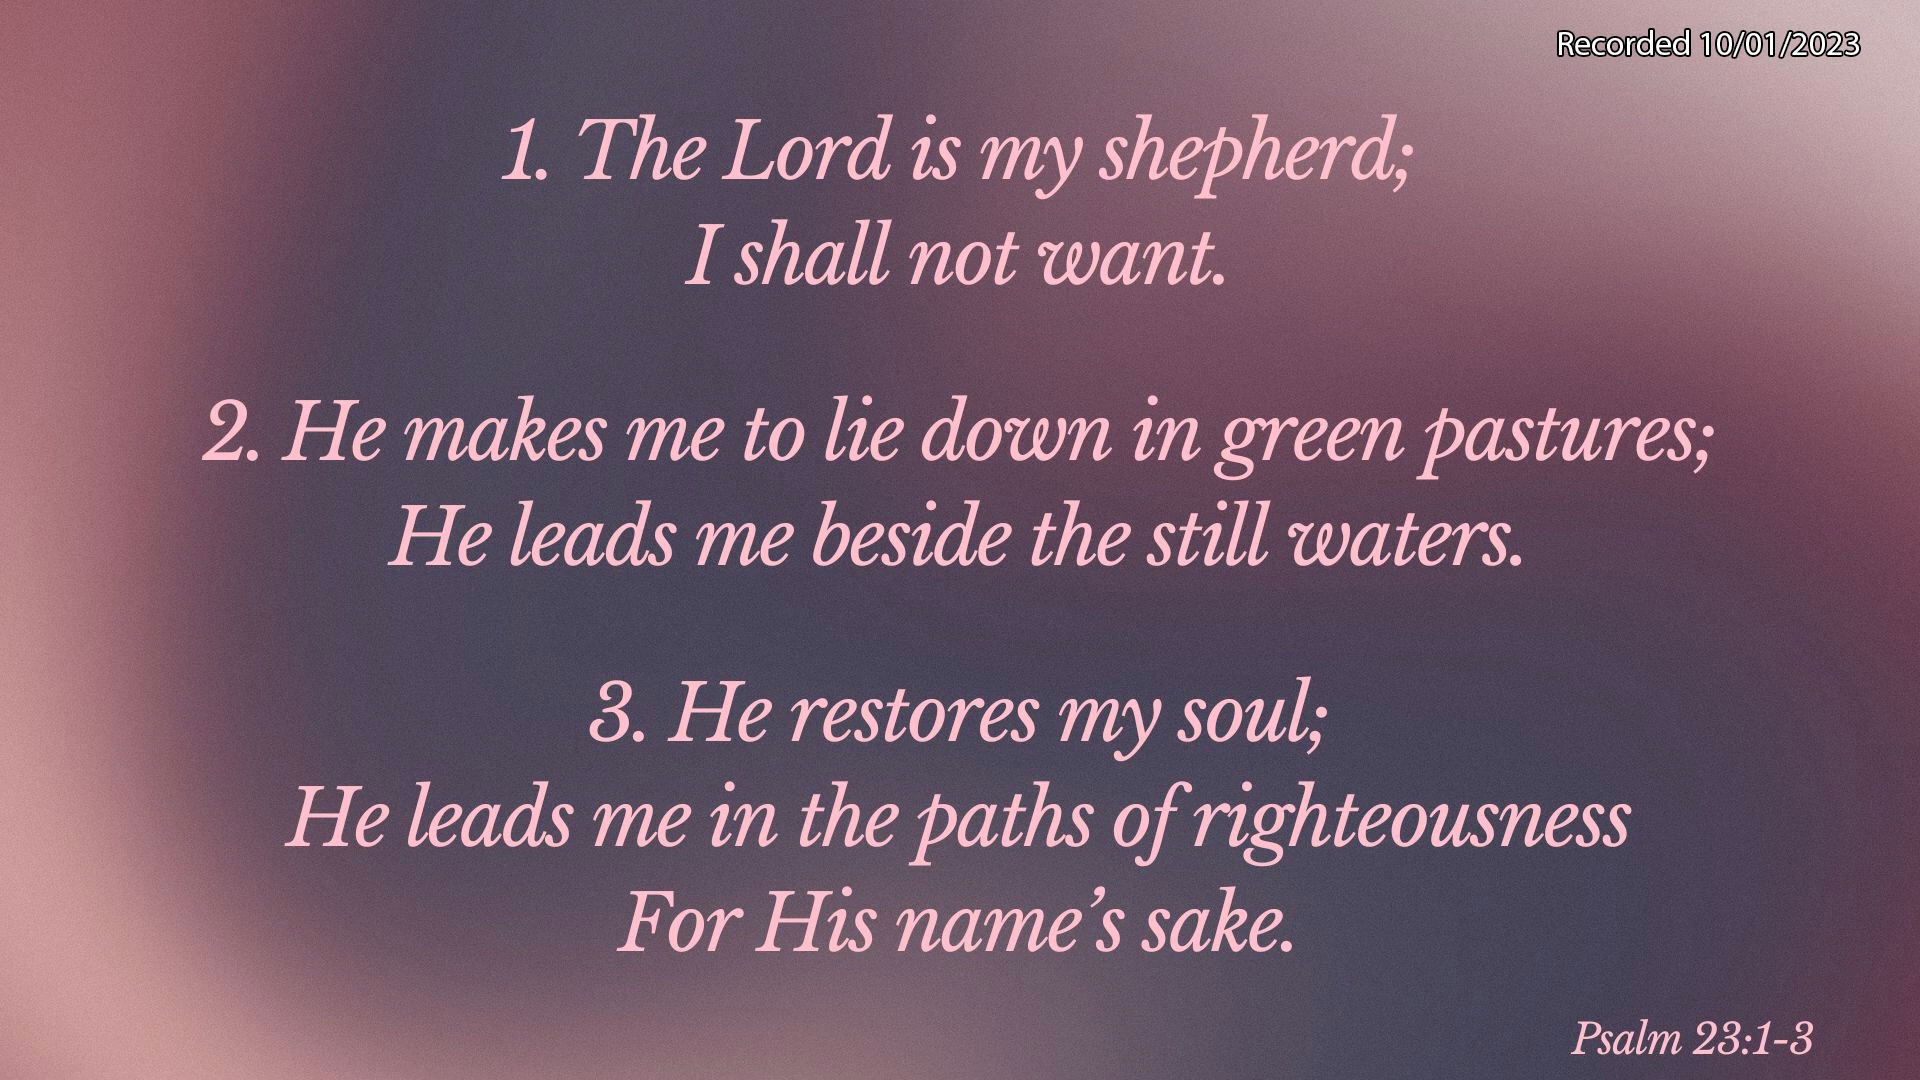 Recorded 10/01/2023
1. The Lord is my shepherd;
I shall not want.
2. He makes me to lie down in green pastures;
He leads me beside the still waters.
3. He restores my soul;
He leads me in the paths of righteousness
For His name’s sake.
Psalm 23:1-3